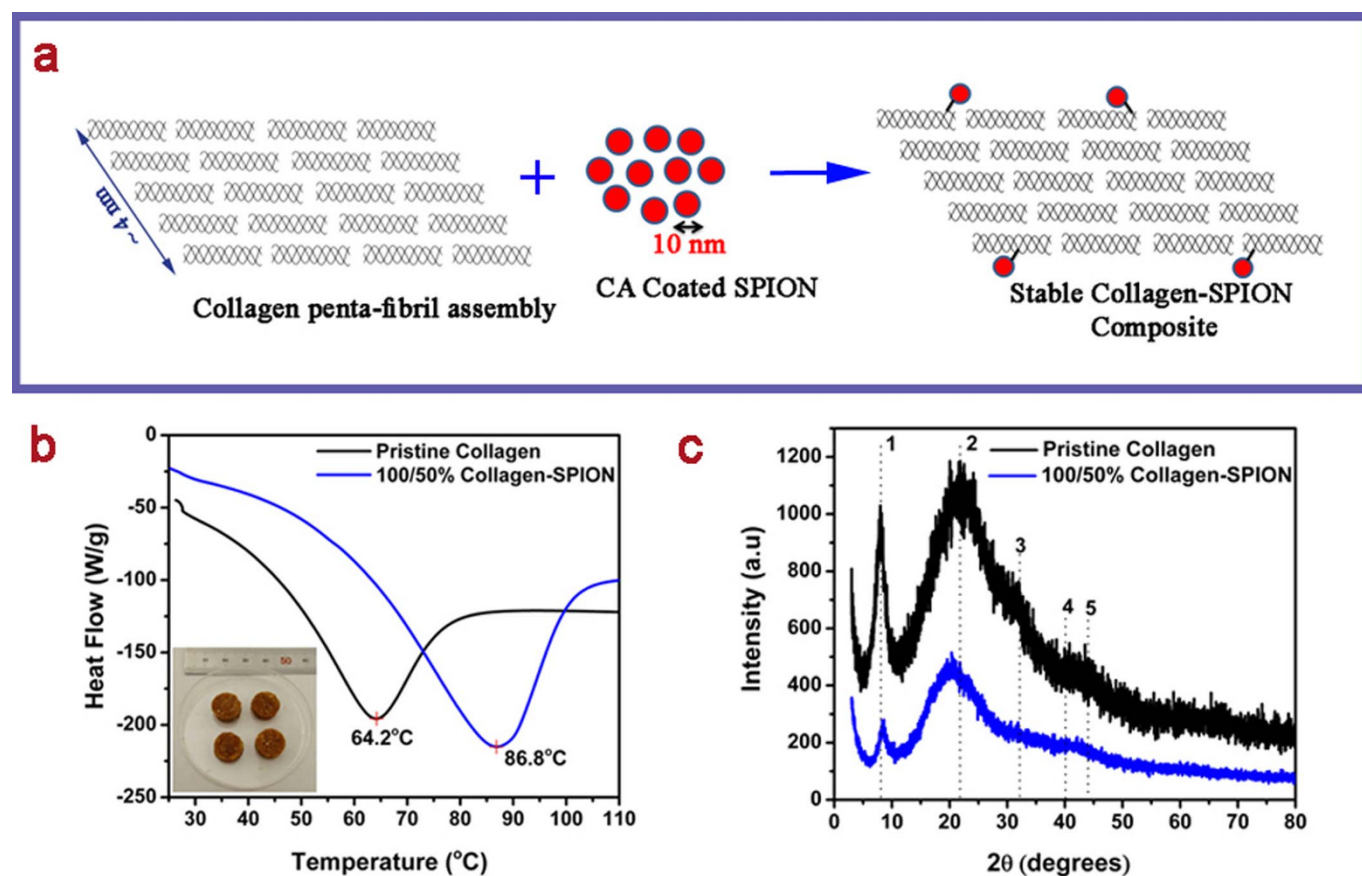 a
~ 4 nm
10 nm
Collagen penta-fibril assembly
CA Coated SPION
Stable Collagen-SPION
Composite
b
Pristine Collagen
100/50% Collagen-SPION
0
-50
-100
-150
-200
-250
Heat Flow (W/g)
50
64.2°C
86.8°C
30 40 50 60 70 80 90 100 110
Temperature (°C)
c
Pristine Collagen
100/50% Collagen-SPION
1 2 3 4 5
1200
1000
800
600
400
200
0
Intensity (a.u)
0 10 20 30 40 50 60 70 80
2θ (degrees)